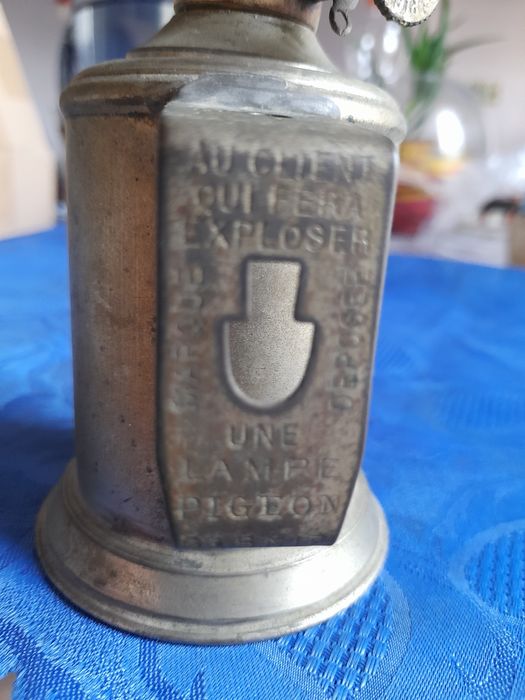 AU CLIENT
QUI FERA
EXPLOSER
MARQUE
DEPOSEE
UNE
LAMPE
PIGEON